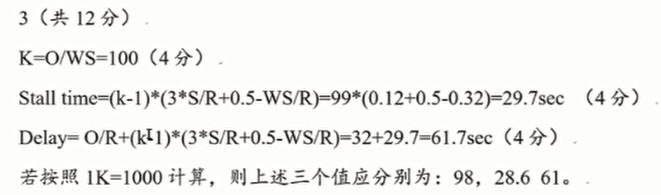 3（共 12 分）.
K=O/WS=100（4 分）.
Stall time=(k-1)*(3*S/R+0.5-WS/R)=99*(0.12+0.5-0.32)=29.7sec （4 分）.
Delay= O/R+(k-1)*(3*S/R+0.5-WS/R)=32+29.7=61.7sec（4 分）.
若按照 1K=1000 计算，则上述三个值应分别为：98，28.6 61。.